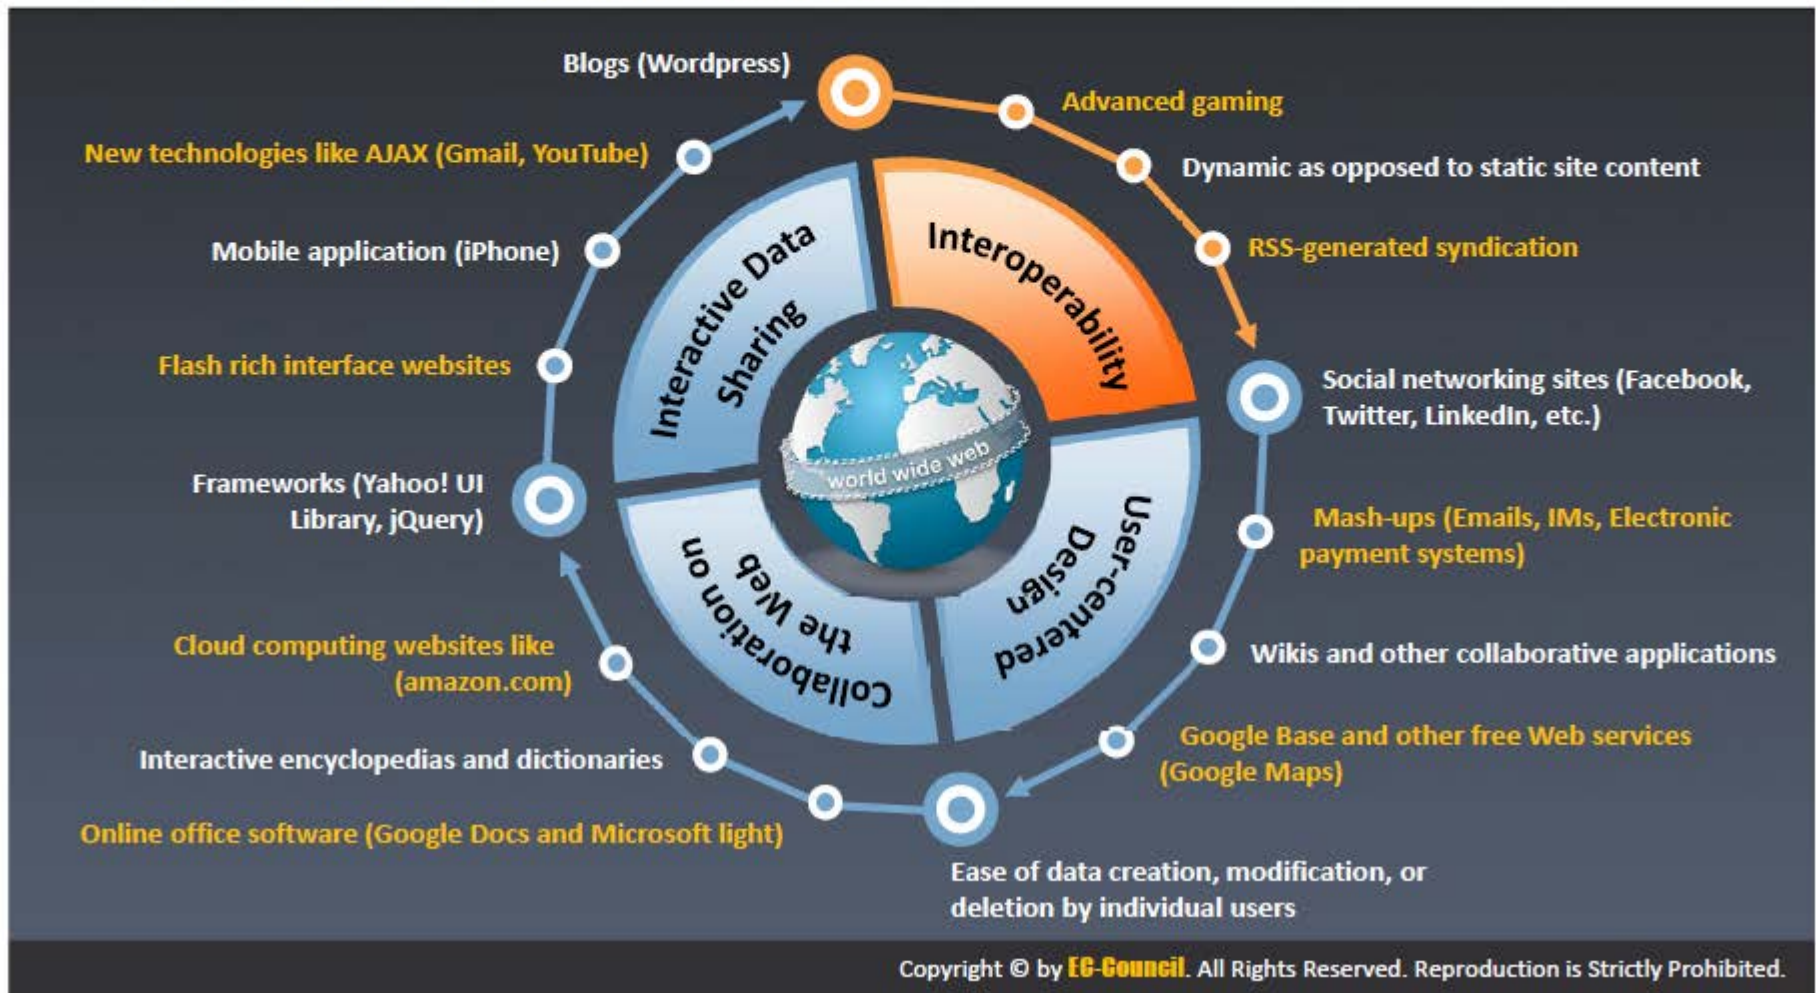 Blogs (Wordpress)
Advanced gaming
Dynamic as opposed to static site content
RSS-generated syndication
Social networking sites (Facebook,
Twitter, LinkedIn, etc.)
Mash-ups (Emails, IMs, Electronic
payment systems)
Wikis and other collaborative applications
Google Base and other free Web services
(Google Maps)
Ease of data creation, modification, or
deletion by individual users
Online office software (Google Docs and Microsoft light)
Interactive encyclopedias and dictionaries
Cloud computing websites like
(amazon.com)
Frameworks (Yahoo! UI
Library, jQuery)
Flash rich interface websites
Mobile application (iPhone)
New technologies like AJAX (Gmail, YouTube)
Interoperability
User-centered
Design
Collaboration on
the Web
Interactive Data
Sharing
world wide web
Copyright © by EC-Council. All Rights Reserved. Reproduction is Strictly Prohibited.